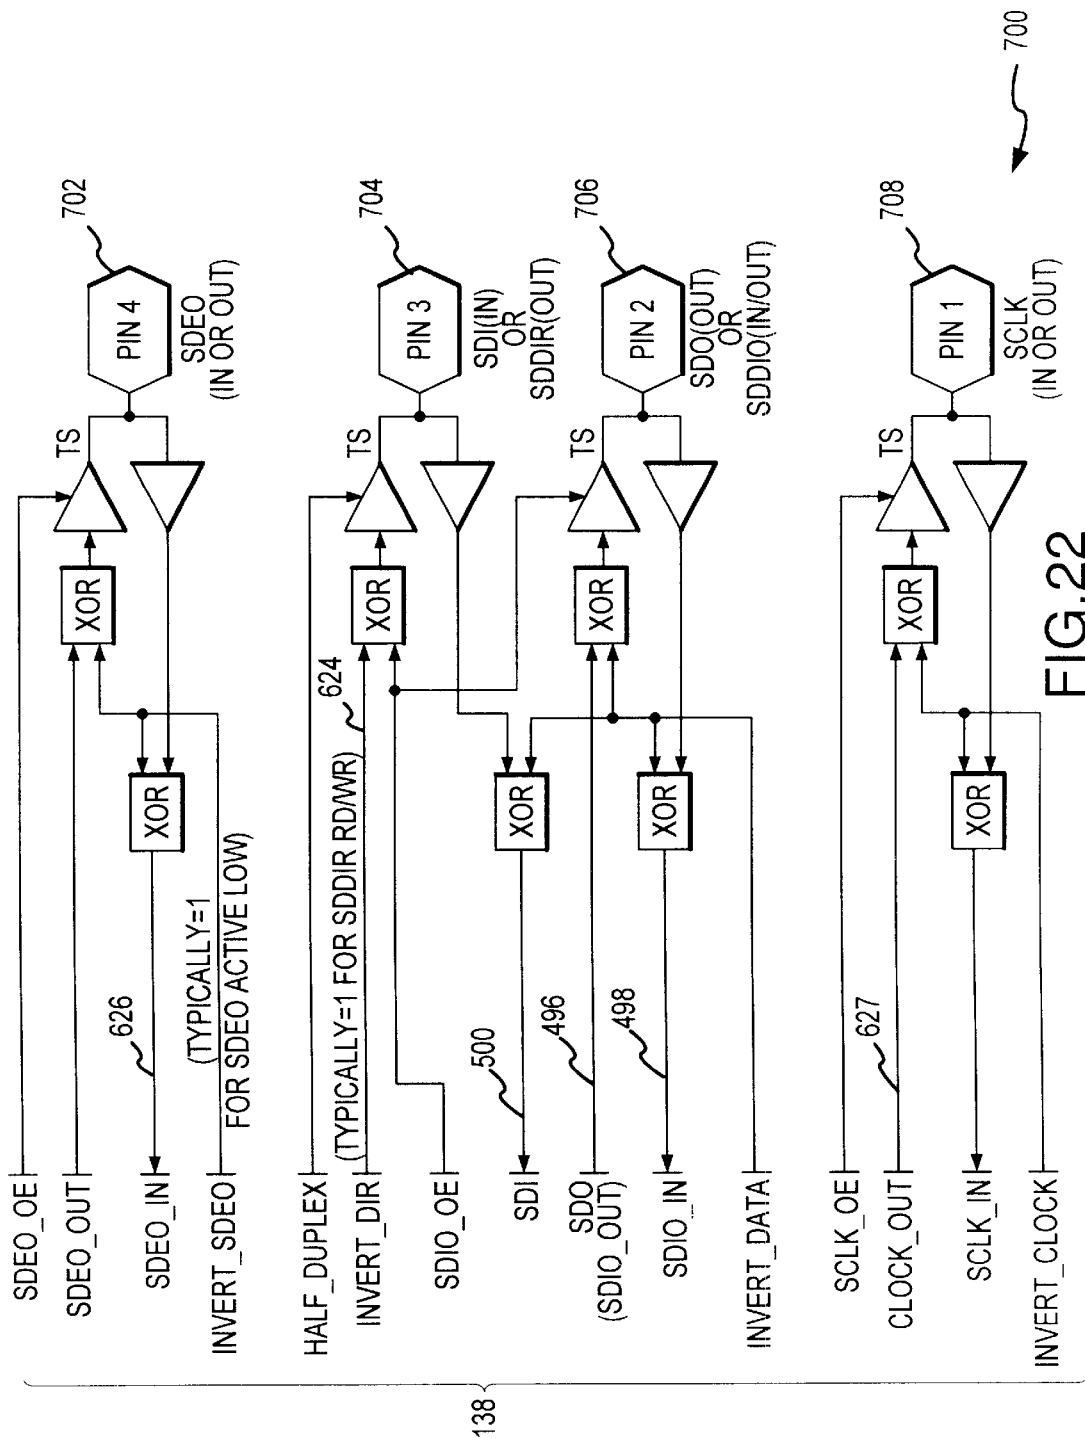 138
SDEO_OE
SDEO_OUT
SDEO_IN
INVERT_SDEO
626
(TYPICALLY=1
FOR SDEO ACTIVE LOW)
XOR
XOR
TS
PIN 4
702
SDEO
(IN OR OUT)
HALF_DUPLEX
INVERT_DIR
(TYPICALLY=1 FOR SDDIR RD/WR)
624
SDIO_OE
XOR
TS
PIN 3
704
SDI(IN)
OR
SDDIR(OUT)
SDI
500
XOR
SDO
(SDIO_OUT)
496
SDIO_IN
498
XOR
INVERT_DATA
XOR
TS
PIN 2
706
SDO(OUT)
OR
SDDIO(IN/OUT)
SCLK_OE
CLOCK_OUT
627
SCLK_IN
INVERT_CLOCK
XOR
XOR
TS
PIN 1
708
SCLK
(IN OR OUT)
700
FIG.22